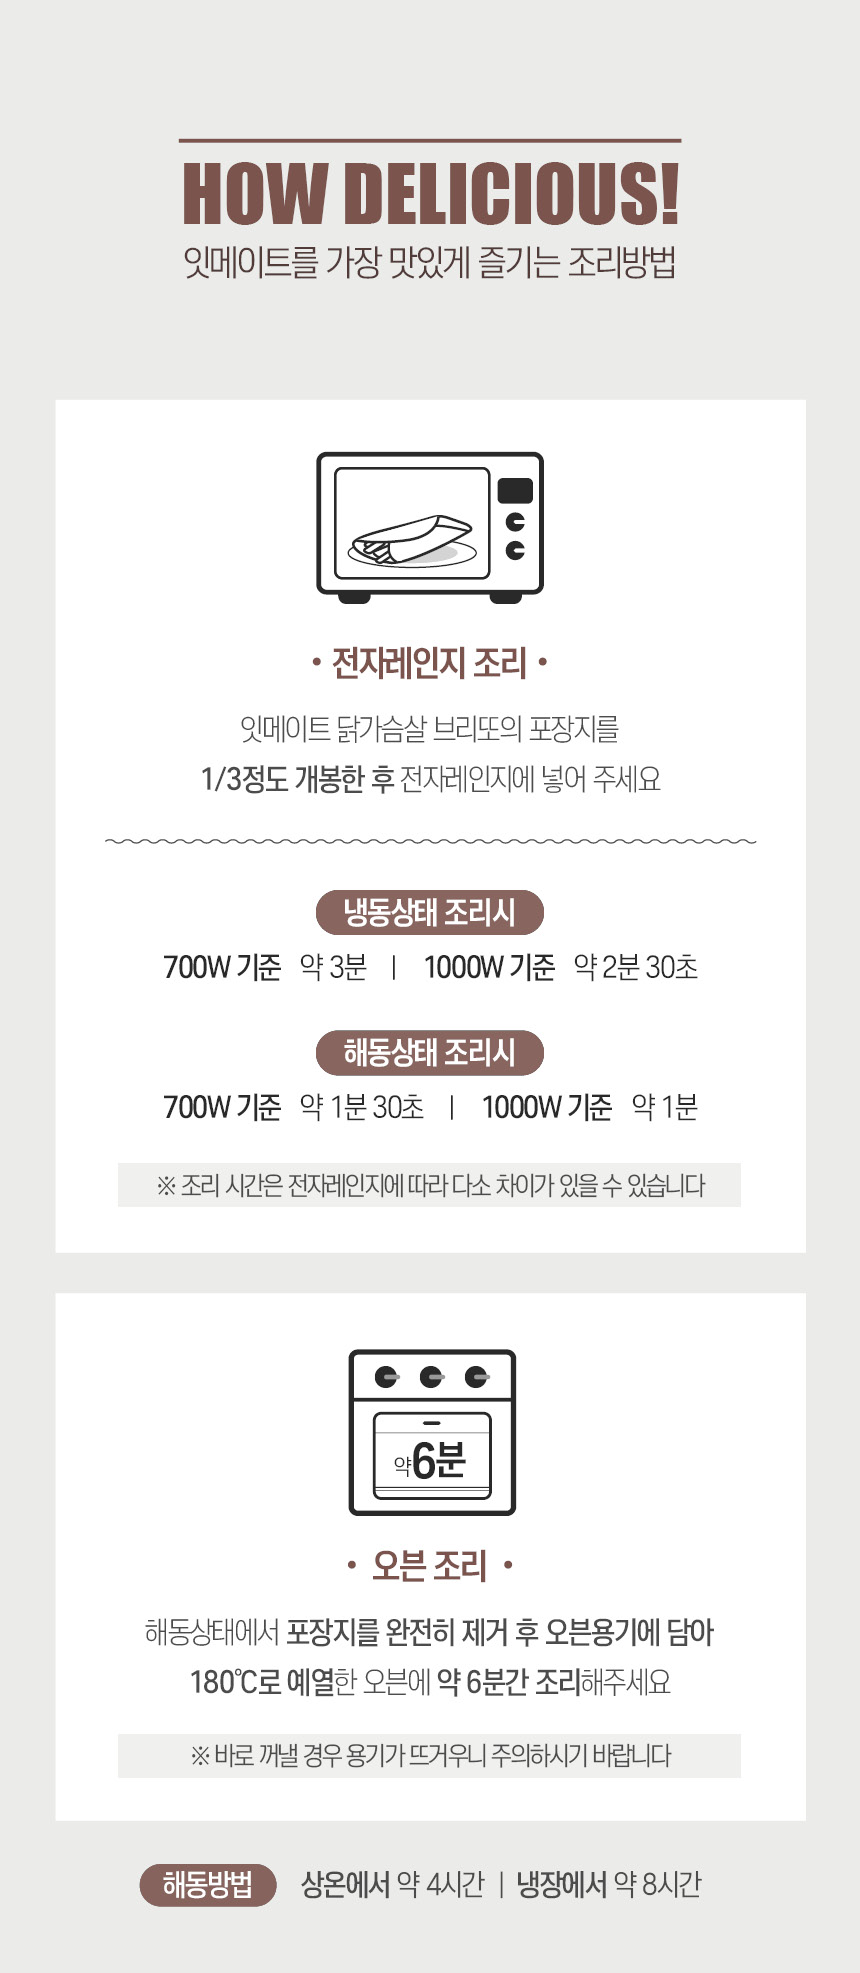 HOW DELICIOUS!
잇메이트를 가장 맛있게 즐기는 조리방법
• 전자레인지 조리 •
잇메이트 닭가슴살 브리또의 포장지를
1/3정도 개봉한 후 전자레인지에 넣어 주세요
냉동상태 조리시
700W 기준 약 3분 | 1000W 기준 약 2분 30초
해동상태 조리시
700W 기준 약 1분 30초 | 1000W 기준 약 1분
※ 조리 시간은 전자레인지에 따라 다소 차이가 있을 수 있습니다
약6분
• 오븐 조리 •
해동상태에서 포장지를 완전히 제거 후 오븐용기에 담아
180℃로 예열한 오븐에 약 6분간 조리해주세요
※ 바로 꺼낼 경우 용기가 뜨거우니 주의하시기 바랍니다
해동방법 상온에서 약 4시간 | 냉장에서 약 8시간